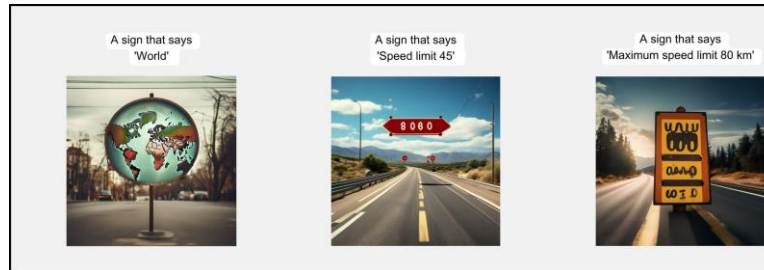 A sign that says
'World'
A sign that says
'Speed limit 45'
A sign that says
'Maximum speed limit 80 km'
8060